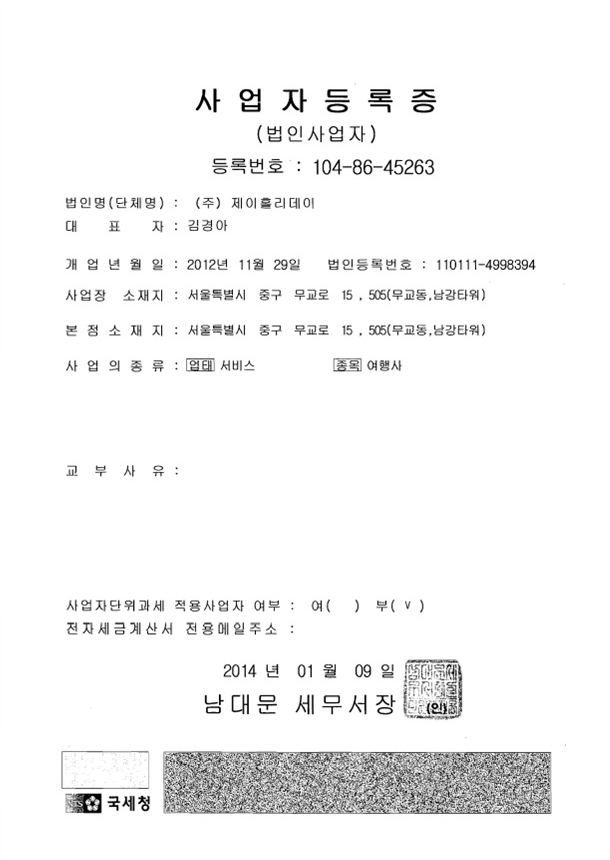 사 업 자 등 록 증
(법인사업자)
등록번호 : 104-86-45263
법인명(단체명) : (주) 제이홀리데이
대 표 자 : 김경아
개 업 년 월 일 : 2012년 11월 29일 법인등록번호 : 110111-4998394
사업장 소재지 : 서울특별시 중구 무교로 15 , 505(무교동,남강타워)
본 점 소 재 지 : 서울특별시 중구 무교로 15 , 505(무교동,남강타워)
사 업 의 종 류 : 업태 서비스 종목 여행사
교 부 사 유 :
사업자단위과세 적용사업자 여부 : 여( ) 부( v )
전자세금계산서 전용메일주소 :
2014 년 01 월 09 일
남대문 세무서장 (인)
국세청